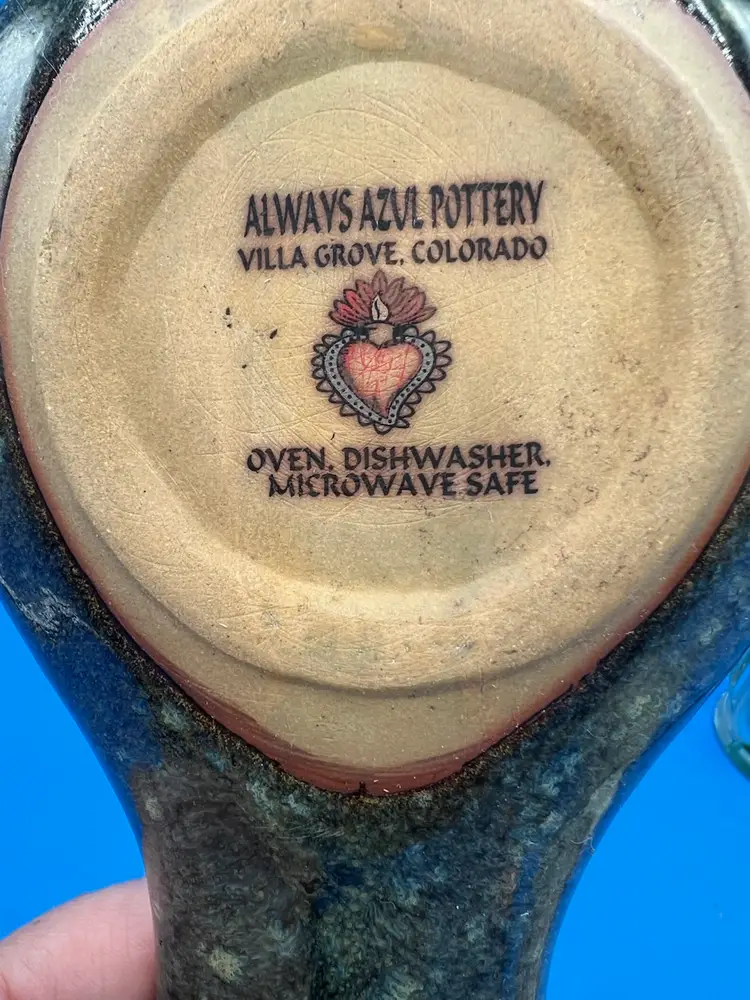 ALWAYS AZUL POTTERY
VILLA GROVE, COLORADO
OVEN, DISHWASHER,
MICROWAVE SAFE